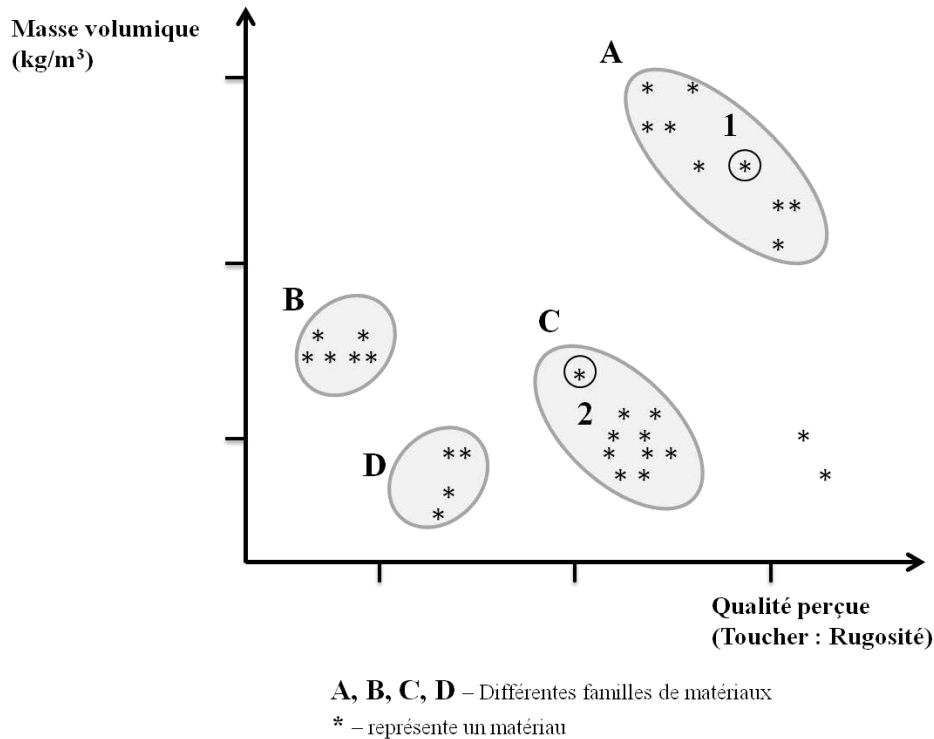 Masse volumique
(kg/m³)
A
1
B
C
2
D
Qualité perçue
(Toucher : Rugosité)
A, B, C, D – Différentes familles de matériaux
* – représente un matériau